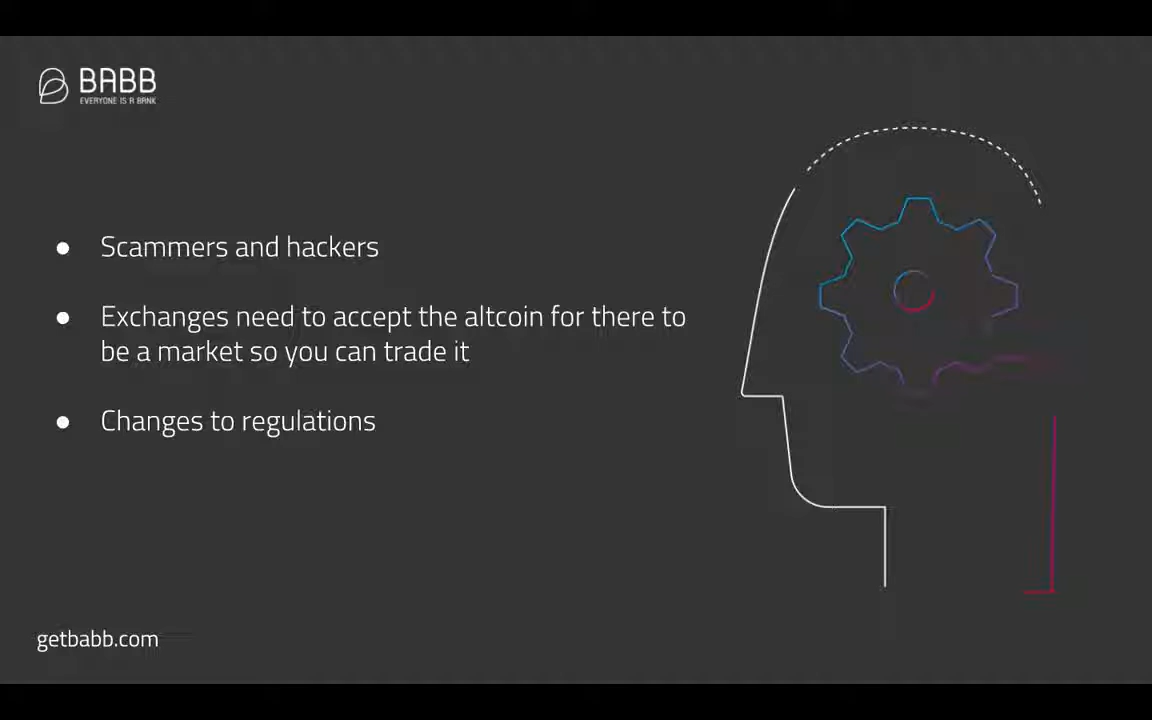 BABB
EVERYONE IS A BANK
● Scammers and hackers
● Exchanges need to accept the altcoin for there to
be a market so you can trade it
● Changes to regulations
getbabb.com